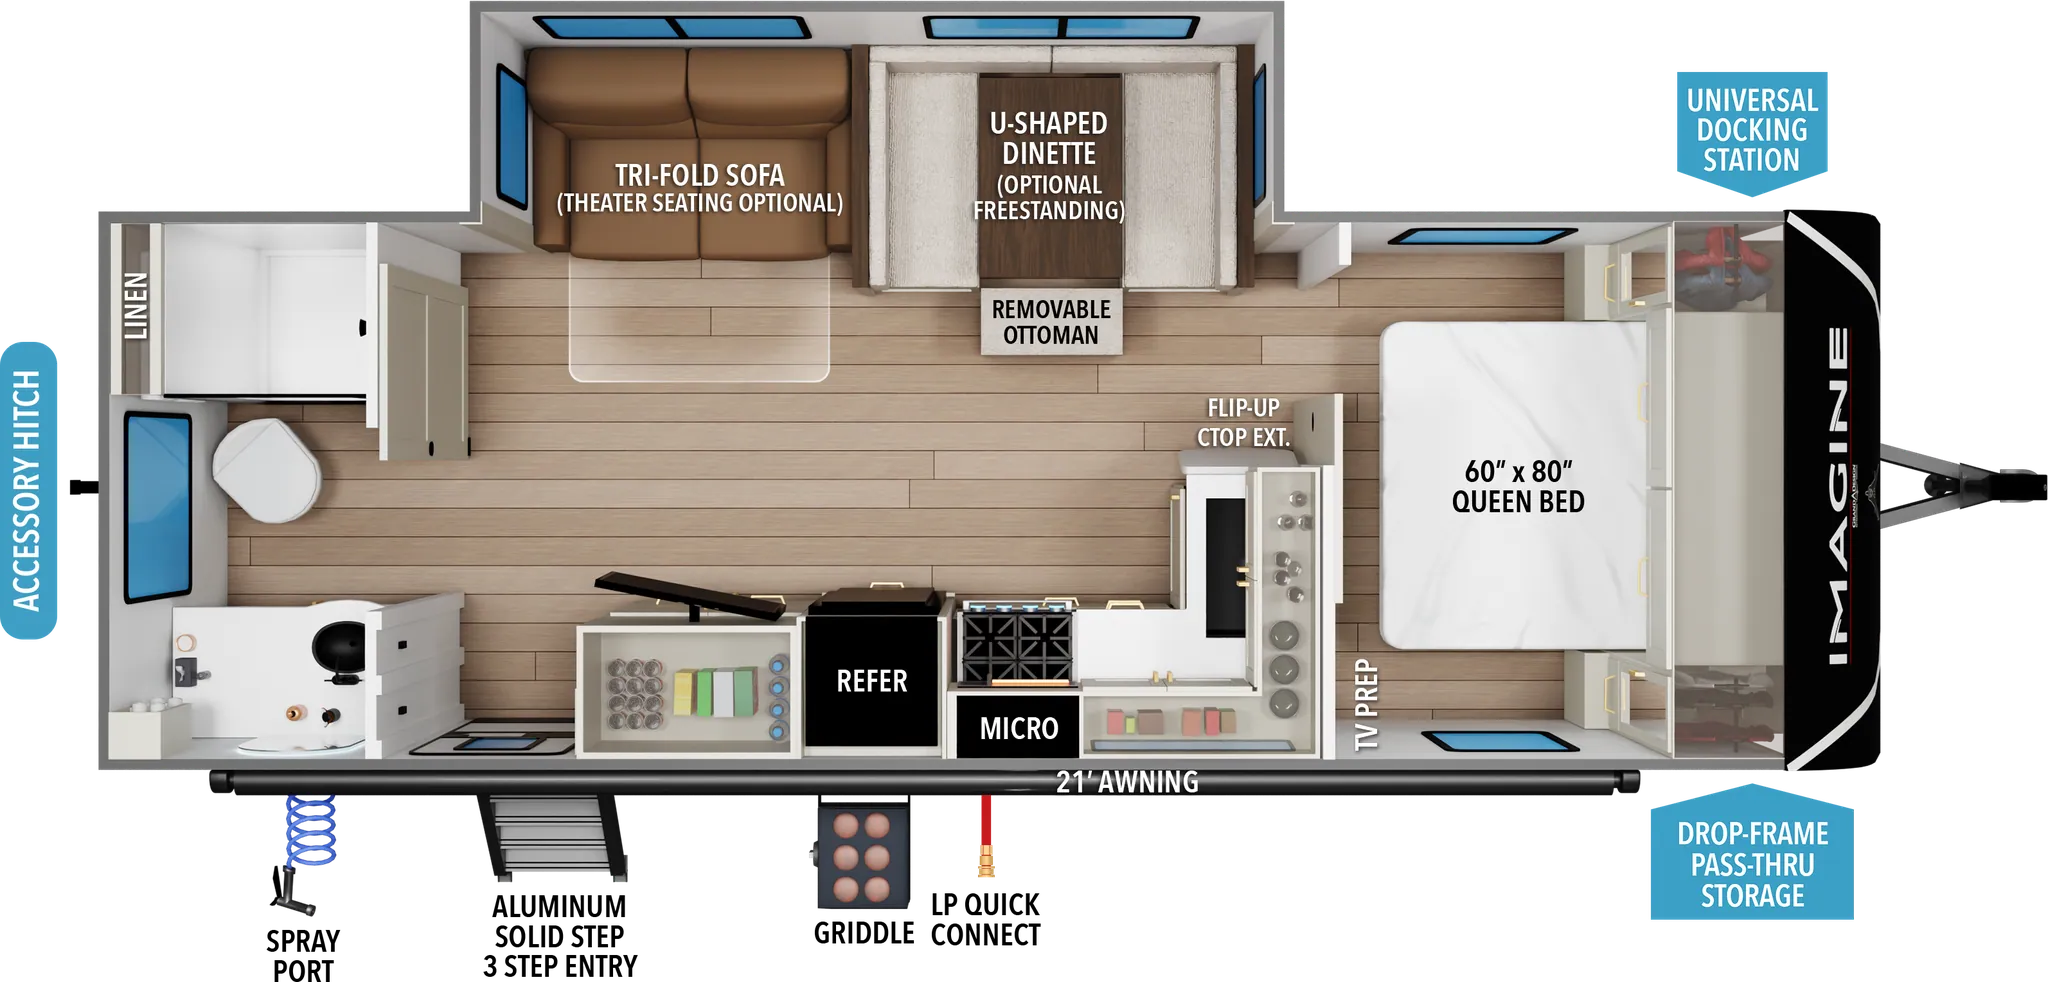 UNIVERSAL
DOCKING
STATION
U-SHAPED
DINETTE
(OPTIONAL
FREESTANDING)
TRI-FOLD SOFA
(THEATER SEATING OPTIONAL)
LINEN
REMOVABLE
OTTOMAN
ACCESSORY HITCH
FLIP-UP
CTOP EXT.
60” x 80”
QUEEN BED
IMAGINE
GRAND DESIGN
REFER
MICRO
TV PREP
21’ AWNING
DROP-FRAME
PASS-THRU
STORAGE
SPRAY
PORT
ALUMINUM
SOLID STEP
3 STEP ENTRY
GRIDDLE
LP QUICK
CONNECT